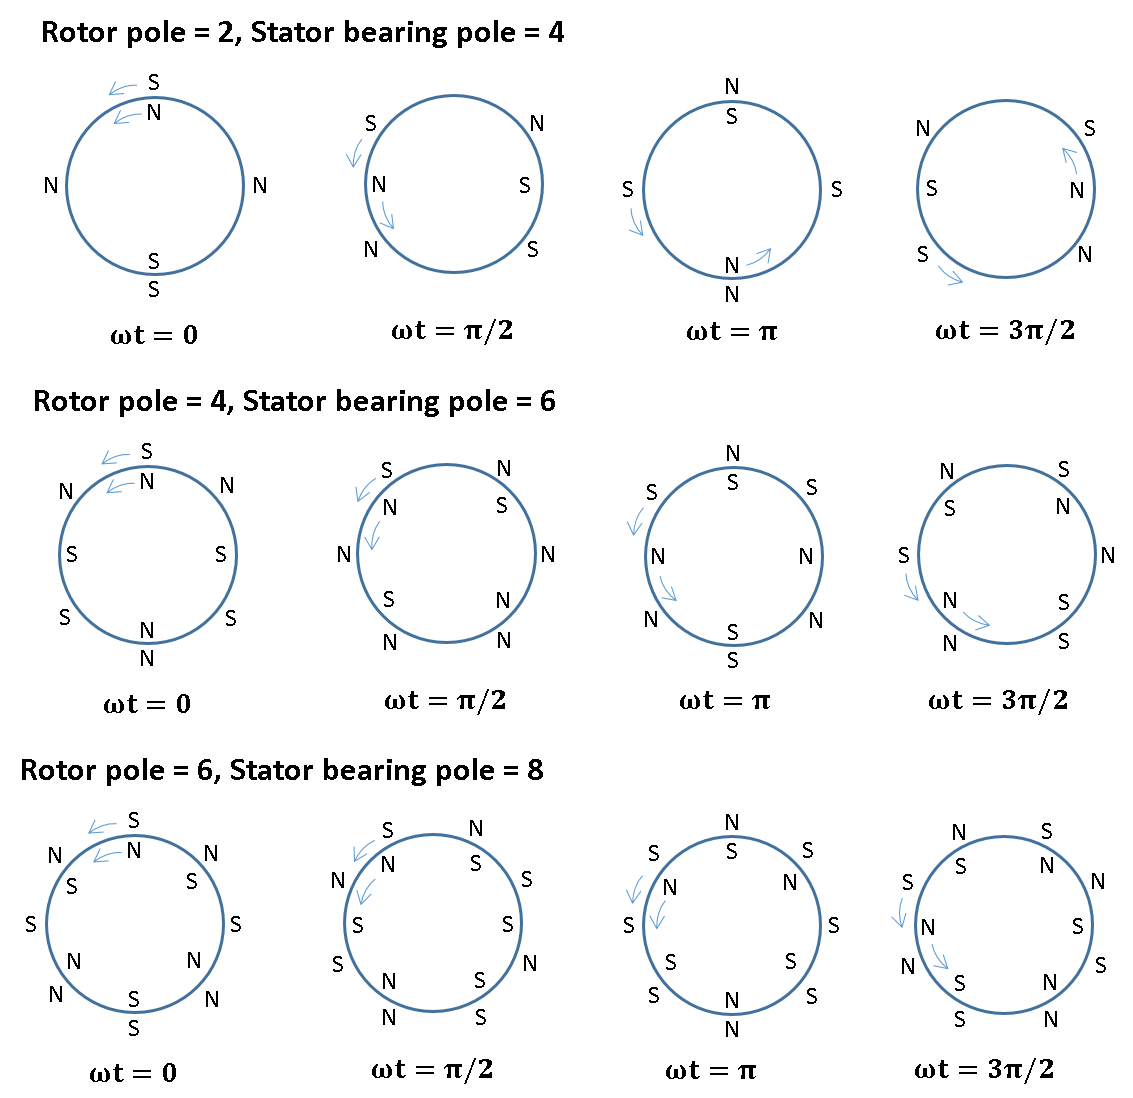 Rotor pole = 2, Stator bearing pole = 4
S
N
N N
S
S
ωt = 0
S N
N S
N S
ωt = π/2
N
S
S S
N
N
ωt = π
N S
S N
S N
ωt = 3π/2
Rotor pole = 4, Stator bearing pole = 6
S
N
N N
S S
S S
N
N
ωt = 0
S N
N S
N N
S N
N N
ωt = π/2
N
S
S S
N N
N N
S
S
ωt = π
N S
S N
S N
N S
N S
ωt = 3π/2
Rotor pole = 6, Stator bearing pole = 8
S
N
N N
S S
S S
N N
N N
S
S
ωt = 0
S N
N S
N S
S S
S N
N S
N S
ωt = π/2
N
S
S S
N N
S S
S S
S S
N
N
ωt = π
N S
S N
S N
N S
N S
S N
S N
ωt = 3π/2